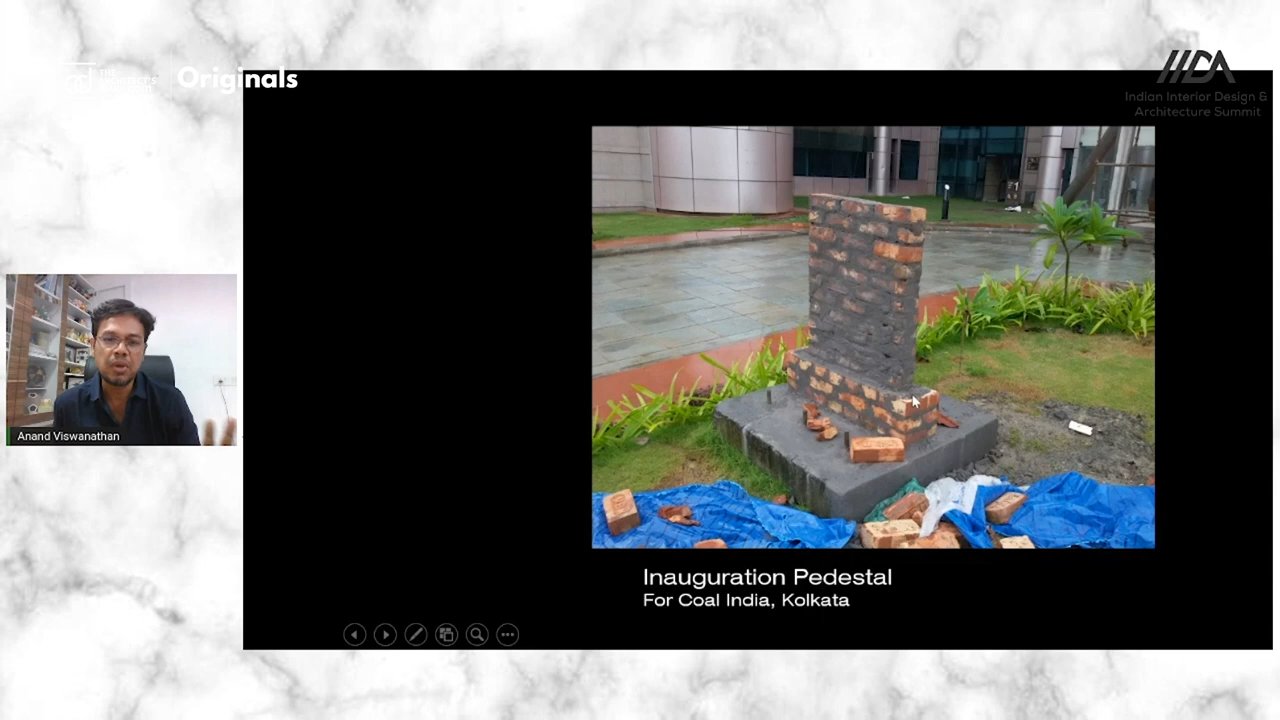 Originals
IIDA
Indian Interior Design &
Architecture Summit
Anand Viswanathan
Inauguration Pedestal
For Coal India, Kolkata